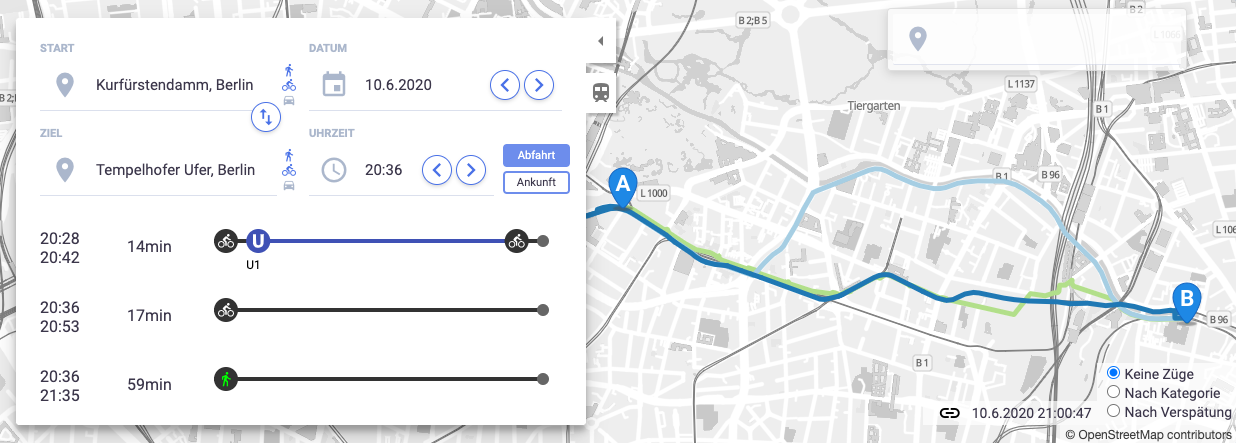 START
DATUM
Kurfürstendamm, Berlin
10.6.2020
ZIEL
UHRZEIT
Tempelhofer Ufer, Berlin
20:36
Abfahrt
Ankunft
20:28
20:42
14min
U
U1
20:36
20:53
17min
20:36
21:35
59min
B 2;B 5
B 2
L 1066
L 1137
Tiergarten
B 1
B 2;
A
L 1000
B 1
B 96
L 106
B
B 96
B 1
Keine Züge
Nach Kategorie
Nach Verspätung
10.6.2020 21:00:47
© OpenStreetMap contributors